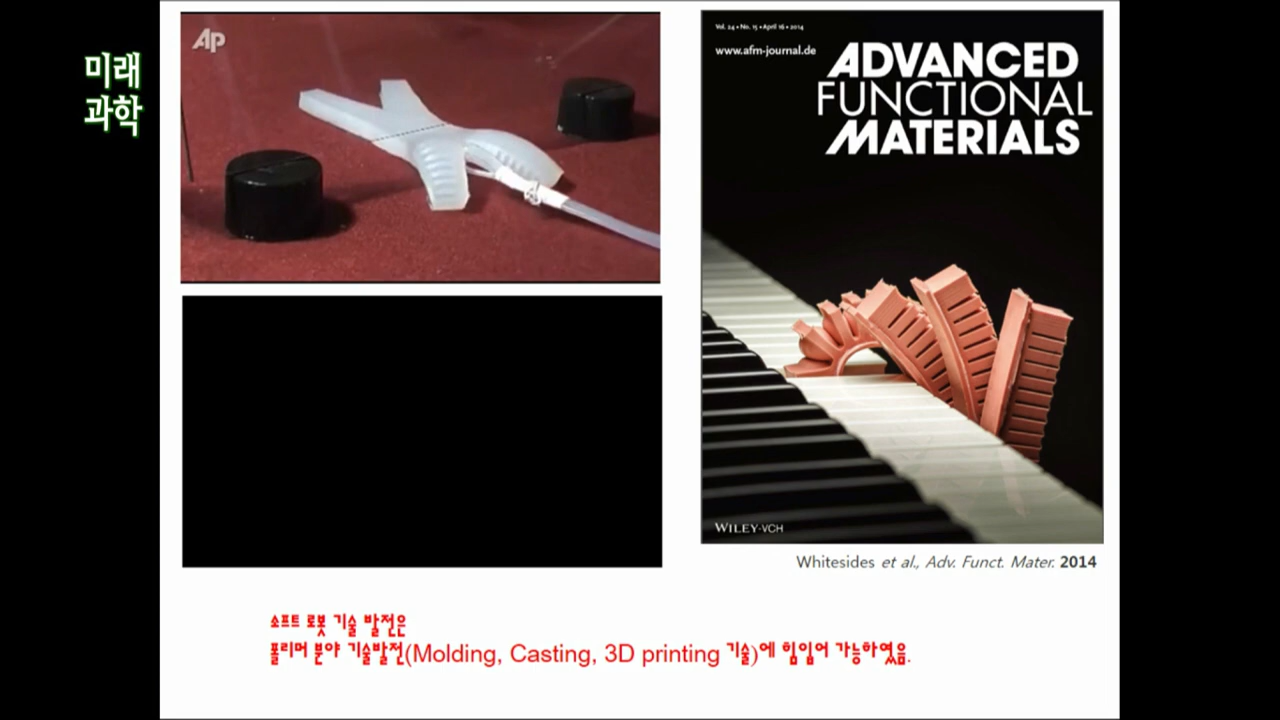 미래
과학
AP
Vol. 24 • No. 15 • April 16 • 2014
www.afm-journal.de
ADVANCED
FUNCTIONAL
MATERIALS
WILEY-VCH
Whitesides et al., Adv. Funct. Mater. 2014
소프트 로봇 기술 발전은
폴리머 분야 기술발전(Molding, Casting, 3D printing 기술)에 힘입어 가능하였음.